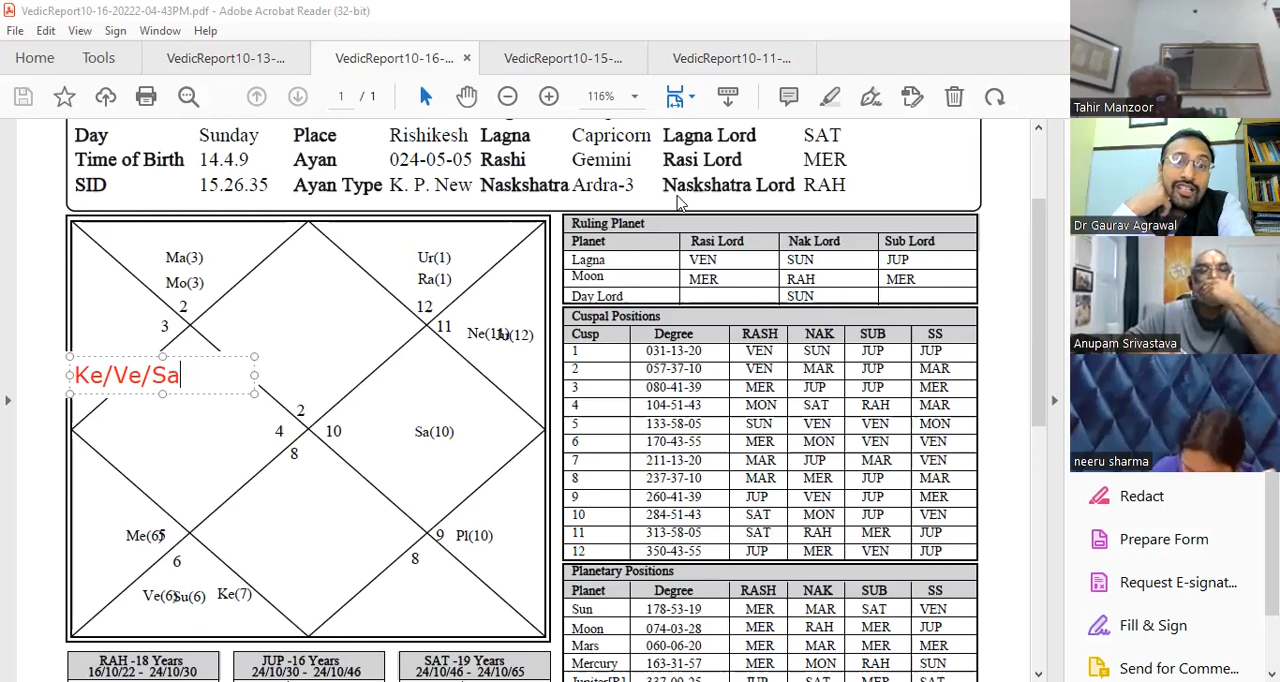 VedicReport10-16-20222-04-43PM.pdf - Adobe Acrobat Reader (32-bit)
File Edit View Sign Window Help
Home Tools VedicReport10-13-... VedicReport10-16-... × VedicReport10-15-... VedicReport10-11-...
1 / 1 116%
Day Sunday Place Rishikesh Lagna Capricorn Lagna Lord SAT
Time of Birth 14.4.9 Ayan 024-05-05 Rashi Gemini Rasi Lord MER
SID 15.26.35 Ayan Type K. P. New Naskshatra Ardra-3 Naskshatra Lord RAH
Ma(3)
Mo(3)
2
3
Ur(1)
Ra(1)
12
11
Ne(11)
Ju(12)
Ke/Ve/Sa
2
4 10
8
Sa(10)
Me(6)
5
6
Ve(6)
Su(6)
Ke(7)
9 Pl(10)
8
Ruling Planet
Planet Rasi Lord Nak Lord Sub Lord
Lagna VEN SUN JUP
Moon MER RAH MER
Day Lord SUN
Cuspal Positions
Cusp Degree RASH NAK SUB SS
1 031-13-20 VEN SUN JUP JUP
2 057-37-10 VEN MAR JUP MAR
3 080-41-39 MER JUP JUP MAR
4 104-51-43 MON SAT RAH MAR
5 133-58-05 SUN VEN VEN MON
6 170-43-55 MER MON VEN VEN
7 211-13-20 MAR JUP MAR VEN
8 237-37-10 MAR MER JUP MAR
9 260-41-39 JUP VEN JUP MER
10 284-51-43 SAT MON JUP VEN
11 313-58-05 SAT RAH MER JUP
12 350-43-55 JUP MER VEN JUP
Planetary Positions
Planet Degree RASH NAK SUB SS
Sun 178-53-19 MER MAR SAT VEN
Moon 074-03-28 MER RAH MER JUP
Mars 060-06-20 MER MAR MER MER
Mercury 163-31-57 MER MON RAH SUN
RAH -18 Years JUP -16 Years SAT -19 Years
16/10/22 - 24/10/30 24/10/30 - 24/10/46 24/10/46 - 24/10/65
Tahir Manzoor
Dr Gaurav Agrawal
Anupam Srivastava
neeru sharma
Redact
Prepare Form
Request E-signat...
Fill & Sign
Send for Comme...